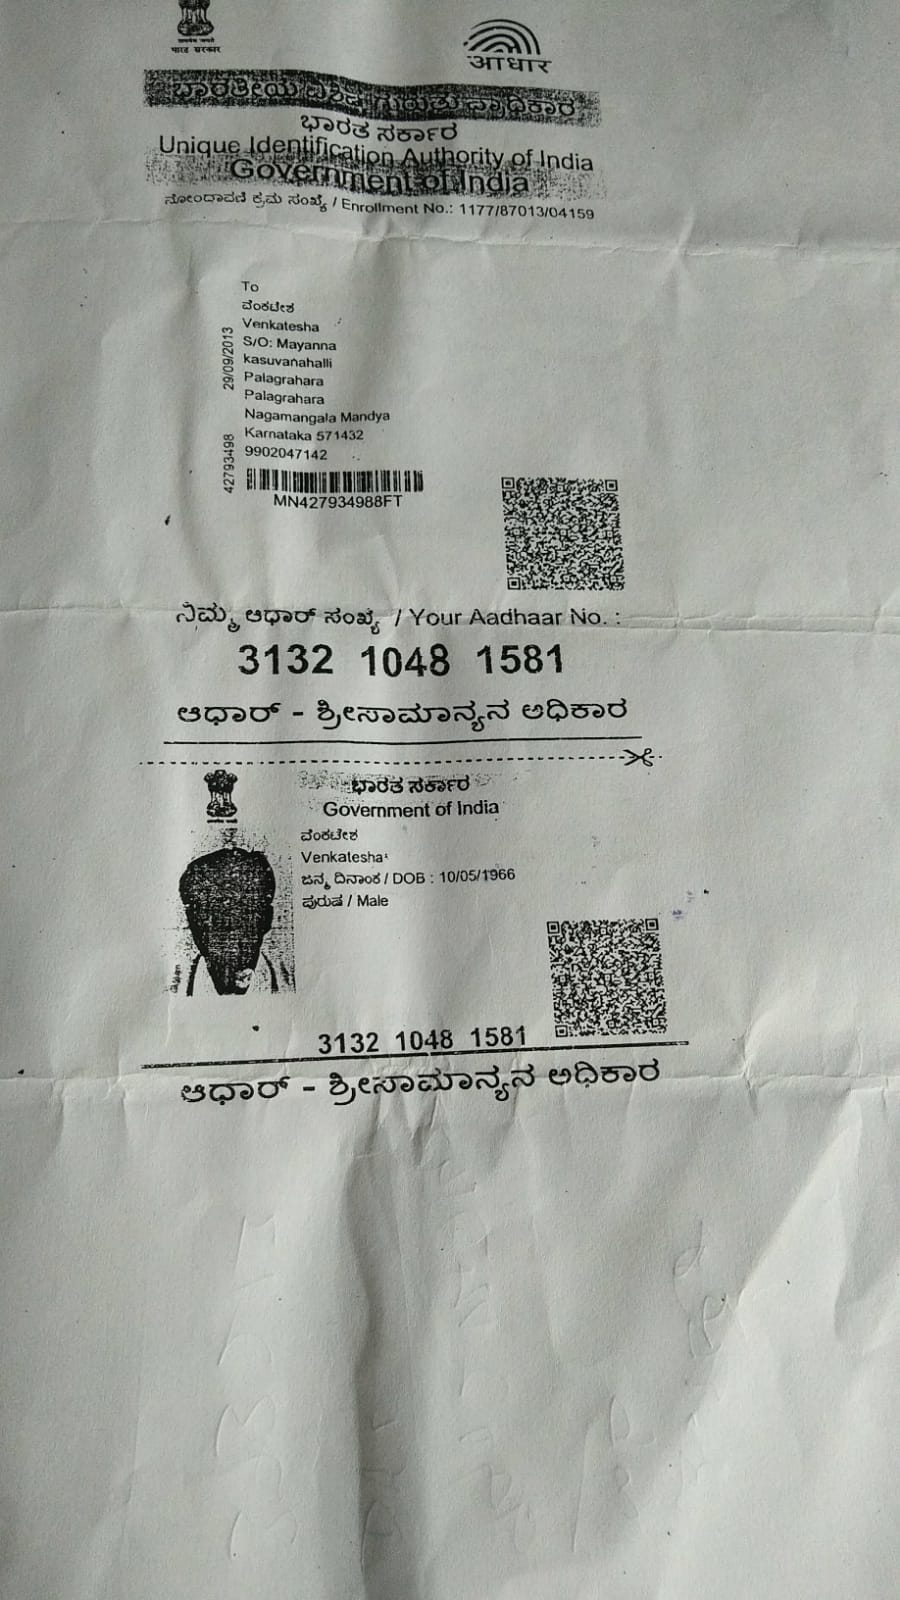 भारत सरकार
आधार
ಭಾರತೀಯ ವಿಶಿಷ್ಟ ಗುರುತು ಪ್ರಾಧಿಕಾರ
ಭಾರತ ಸರ್ಕಾರ
Unique Identification Authority of India
Government of India
ನೋಂದಾವಣಿ ಕ್ರಮ ಸಂಖ್ಯೆ / Enrollment No.: 1177/87013/04159
To
ವೆಂಕಟೇಶ
Venkatesha
S/O: Mayanna
kasuvanahalli
Palagrahara
Palagrahara
Nagamangala Mandya
Karnataka 571432
9902047142
29/09/2013
42793498
MN427934988FT
ನಿಮ್ಮ ಆಧಾರ್ ಸಂಖ್ಯೆ / Your Aadhaar No. :
3132 1048 1581
ಆಧಾರ್ - ಶ್ರೀಸಾಮಾನ್ಯನ ಅಧಿಕಾರ
ಭಾರತ ಸರ್ಕಾರ
Government of India
ವೆಂಕಟೇಶ
Venkatesha
ಜನ್ಮ ದಿನಾಂಕ / DOB : 10/05/1966
ಪುರುಷ / Male
3132 1048 1581
ಆಧಾರ್ - ಶ್ರೀಸಾಮಾನ್ಯನ ಅಧಿಕಾರ